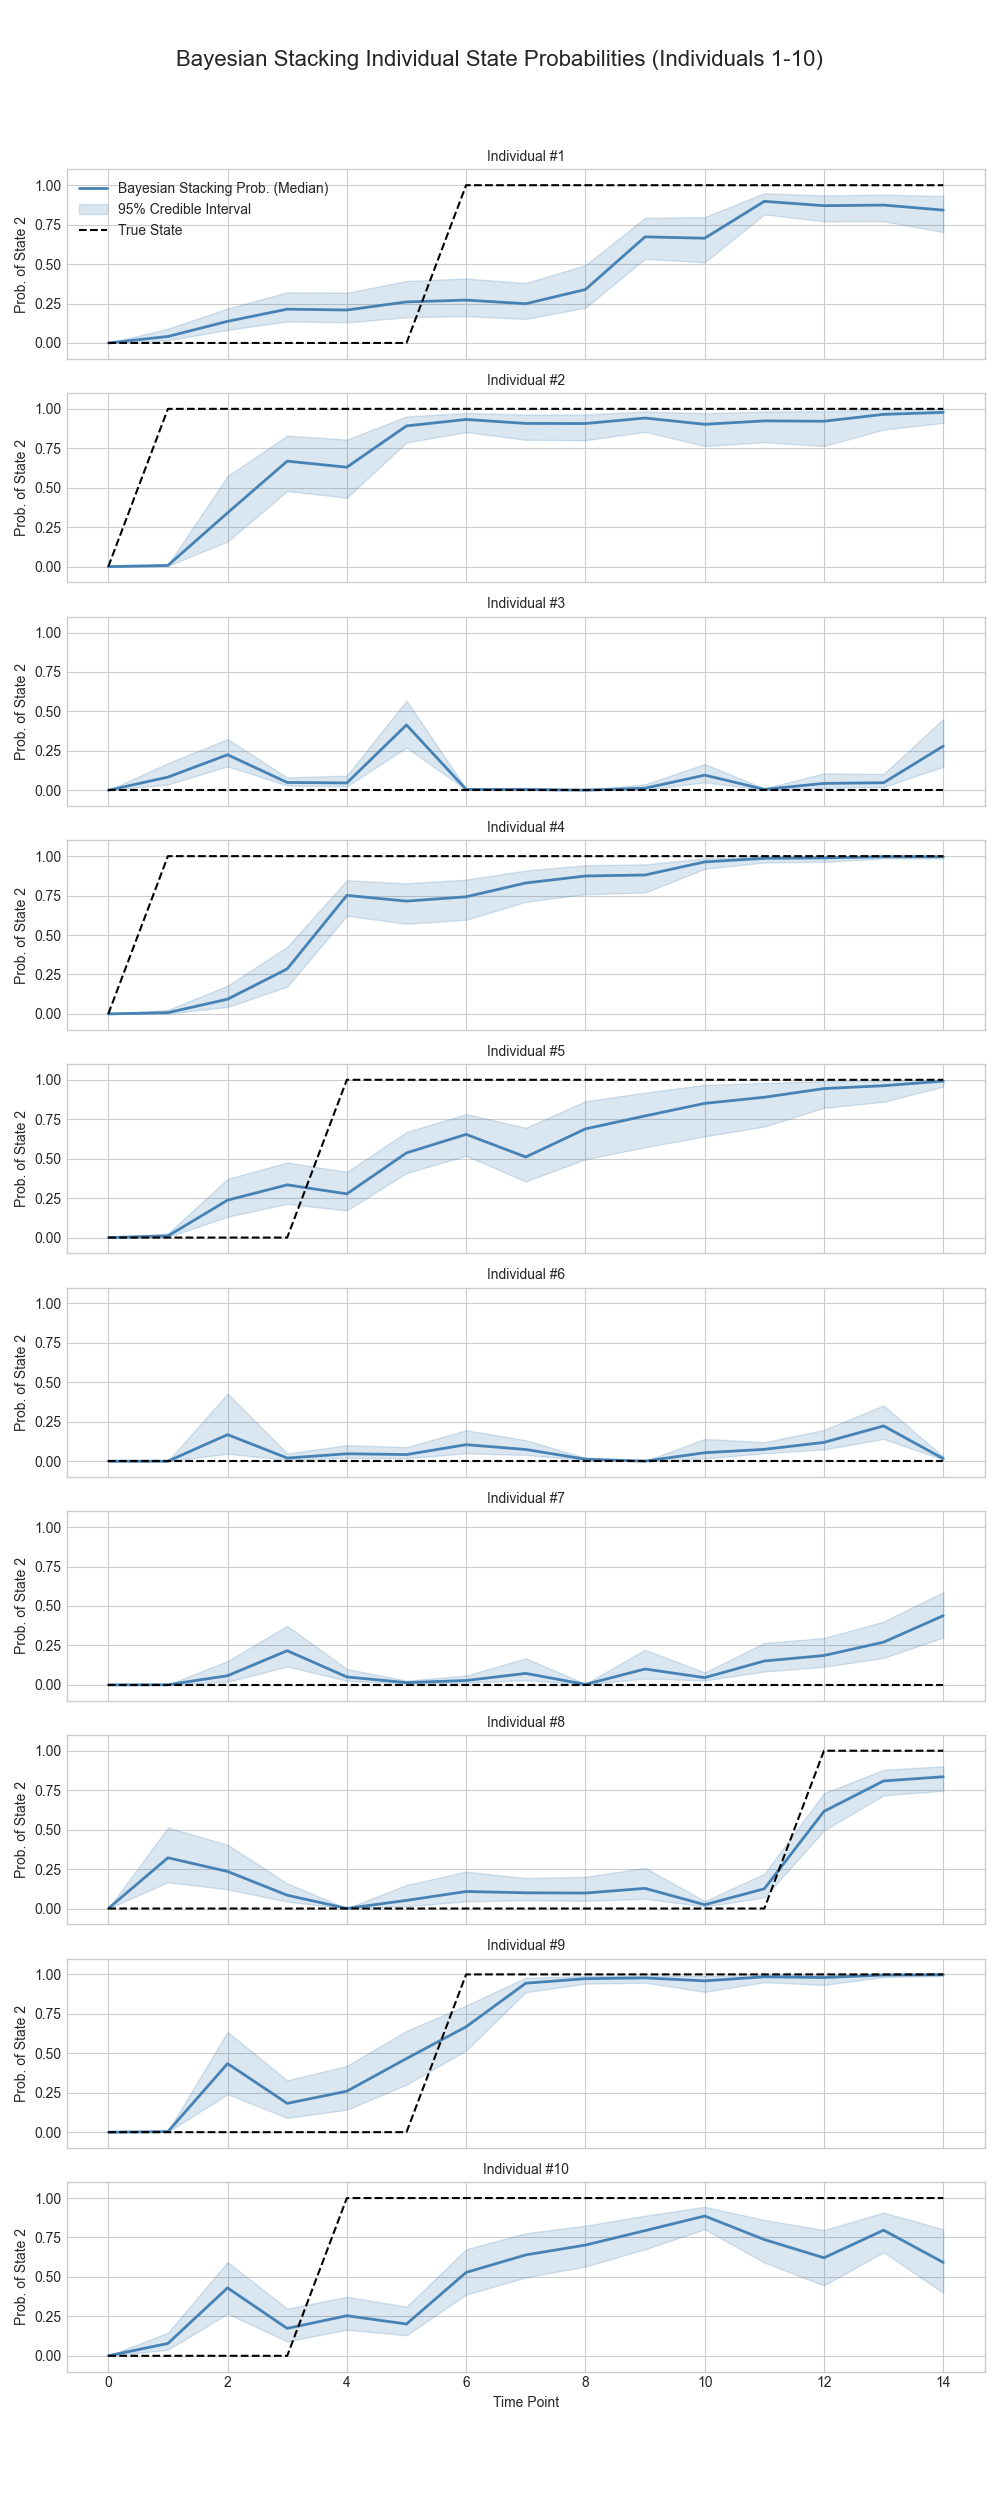 Bayesian Stacking Individual State Probabilities (Individuals 1-10)
Individual #1
Prob. of State 2
1.00
0.75
0.50
0.25
0.00
Bayesian Stacking Prob. (Median)
95% Credible Interval
True State
Individual #2
Prob. of State 2
1.00
0.75
0.50
0.25
0.00
Individual #3
Prob. of State 2
1.00
0.75
0.50
0.25
0.00
Individual #4
Prob. of State 2
1.00
0.75
0.50
0.25
0.00
Individual #5
Prob. of State 2
1.00
0.75
0.50
0.25
0.00
Individual #6
Prob. of State 2
1.00
0.75
0.50
0.25
0.00
Individual #7
Prob. of State 2
1.00
0.75
0.50
0.25
0.00
Individual #8
Prob. of State 2
1.00
0.75
0.50
0.25
0.00
Individual #9
Prob. of State 2
1.00
0.75
0.50
0.25
0.00
Individual #10
Prob. of State 2
1.00
0.75
0.50
0.25
0.00
0 2 4 6 8 10 12 14
Time Point